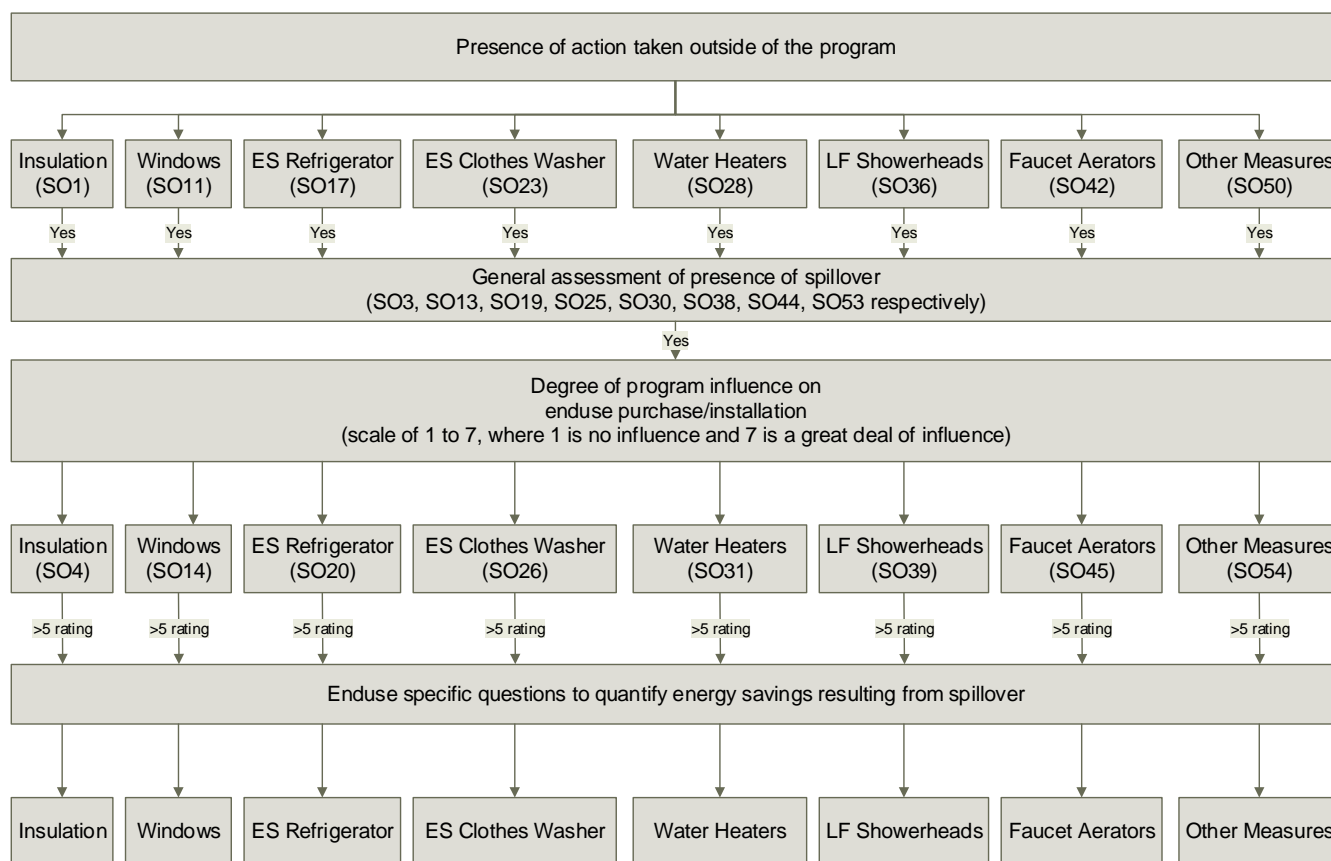 Presence of action taken outside of the program
Insulation
(SO1)
Windows
(SO11)
ES Refrigerator
(SO17)
ES Clothes Washer
(SO23)
Water Heaters
(SO28)
LF Showerheads
(SO36)
Faucet Aerators
(SO42)
Other Measures
(SO50)
Yes
Yes
Yes
Yes
Yes
Yes
Yes
Yes
General assessment of presence of spillover
(SO3, SO13, SO19, SO25, SO30, SO38, SO44, SO53 respectively)
Yes
Degree of program influence on
enduse purchase/installation
(scale of 1 to 7, where 1 is no influence and 7 is a great deal of influence)
Insulation
(SO4)
Windows
(SO14)
ES Refrigerator
(SO20)
ES Clothes Washer
(SO26)
Water Heaters
(SO31)
LF Showerheads
(SO39)
Faucet Aerators
(SO45)
Other Measures
(SO54)
>5 rating
>5 rating
>5 rating
>5 rating
>5 rating
>5 rating
>5 rating
>5 rating
Enduse specific questions to quantify energy savings resulting from spillover
Insulation
Windows
ES Refrigerator
ES Clothes Washer
Water Heaters
LF Showerheads
Faucet Aerators
Other Measures